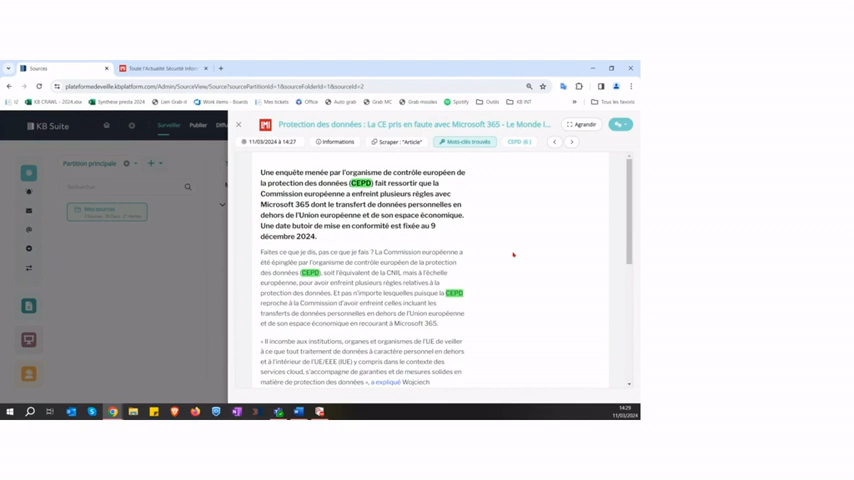 Sources
Toute l'Actualité Sécurité Inform
plateformedeveille.kbplatform.com/Admin/SourceView/Source?sourcePartitionId=1&sourceFolderId=1&sourceId=2
KB CRAWL - 2024.aka
Synthèse presta 2024
Lien Grab-it
Work items - Boards
Mes tickets
Office
Auto grab
Grab MC
Grab missiles
Spotify
Outils
KB INT
Tous les favoris
KB Suite
Surveiller
Publier
Diffu
Protection des données : La CE pris en faute avec Microsoft 365 - Le Monde I...
Agrandir
11/03/2024 à 14:27
Informations
Scraper : "Article"
Mots-clés trouvés
CEPD (6)
Partition principale
Rechercher
Mes sources
Une enquête menée par l'organisme de contrôle européen de
la protection des données (CEPD) fait ressortir que la
Commission européenne a enfreint plusieurs règles avec
Microsoft 365 dont le transfert de données personnelles en
dehors de l'Union européenne et de son espace économique.
Une date butoir de mise en conformité est fixée au 9
décembre 2024.
Faites ce que je dis, pas ce que je fais ? La Commission européenne a
été épinglée par l'organisme de contrôle européen de la protection
des données (CEPD), soit l'équivalent de la CNIL mais à l'échelle
européenne, pour avoir enfreint plusieurs règles relatives à la
protection des données. Et pas n'importe lesquelles puisque la CEPD
reproche à la Commission d'avoir enfreint celles incluant les
transferts de données personnelles en dehors de l'Union européenne
et de son espace économique en recourant à Microsoft 365.
« Il incombe aux institutions, organes et organismes de l'UE de veiller
à ce que tout traitement de données à caractère personnel en dehors
et à l'intérieur de l'UE/EEE (IUE) y compris dans le contexte des
services cloud, s'accompagne de garanties et de mesures solides en
matière de protection des données », a expliqué Wojciech
14:29
11/03/2024